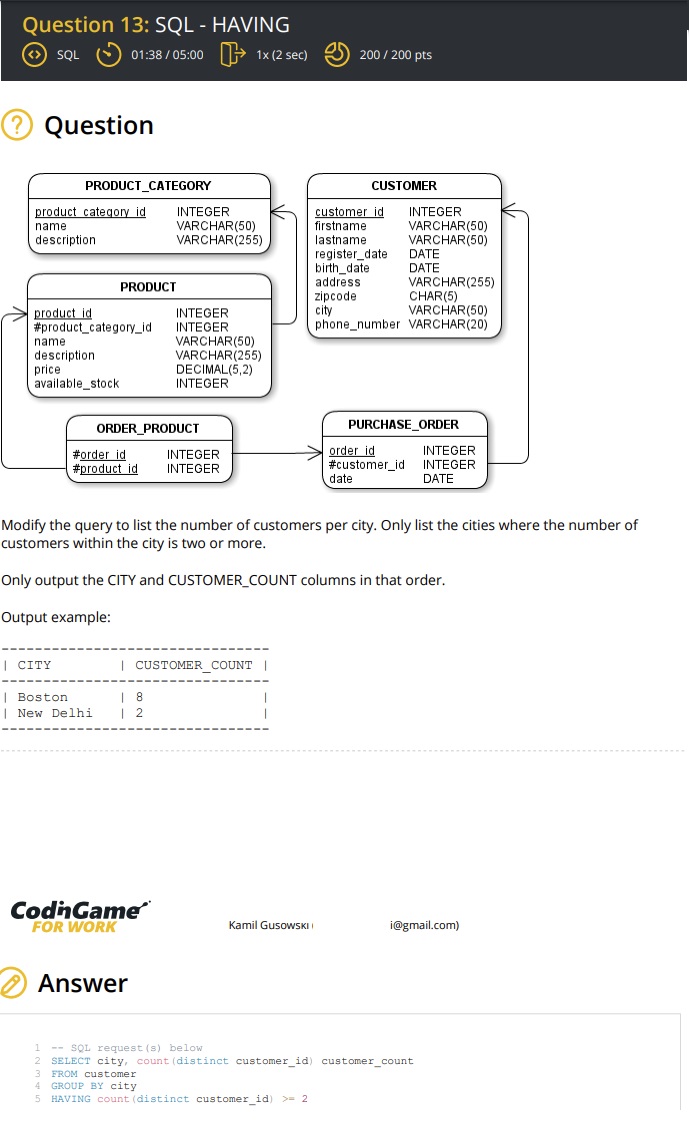 Question 13: SQL - HAVING
SQL 01:38 / 05:00 1x (2 sec) 200 / 200 pts
? Question
PRODUCT_CATEGORY
product_category_id INTEGER
name VARCHAR(50)
description VARCHAR(255)
CUSTOMER
customer_id INTEGER
firstname VARCHAR(50)
lastname VARCHAR(50)
register_date DATE
birth_date DATE
address VARCHAR(255)
zipcode CHAR(5)
city VARCHAR(50)
phone_number VARCHAR(20)
PRODUCT
product_id INTEGER
#product_category_id INTEGER
name VARCHAR(50)
description VARCHAR(255)
price DECIMAL(5,2)
available_stock INTEGER
ORDER_PRODUCT
#order_id INTEGER
#product_id INTEGER
PURCHASE_ORDER
order_id INTEGER
#customer_id INTEGER
date DATE
Modify the query to list the number of customers per city. Only list the cities where the number of
customers within the city is two or more.
Only output the CITY and CUSTOMER_COUNT columns in that order.
Output example:
---------------------------------
| CITY | CUSTOMER_COUNT |
---------------------------------
| Boston | 8 |
| New Delhi | 2 |
---------------------------------
CodinGame
FOR WORK
Kamil Gusowski ( i@gmail.com)
Answer
1 -- SQL request(s) below
2 SELECT city, count(distinct customer_id) customer_count
3 FROM customer
4 GROUP BY city
5 HAVING count(distinct customer_id) >= 2